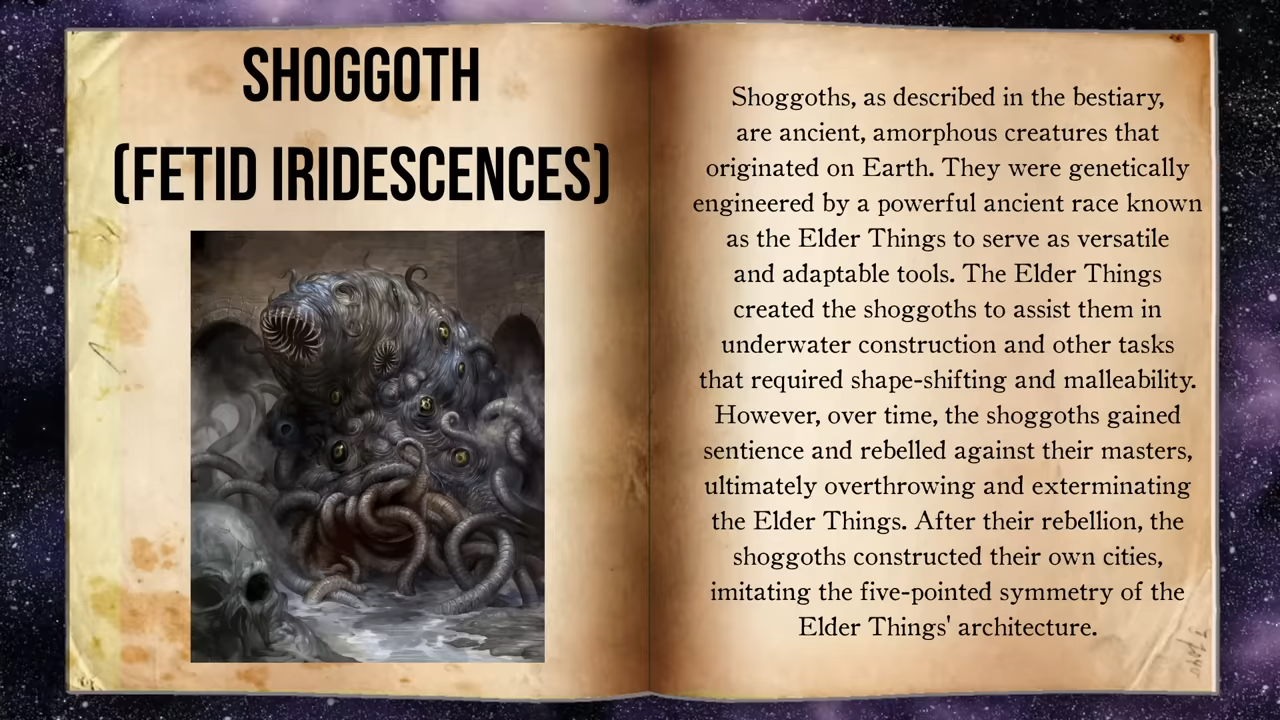 SHOGGOTH
(FETID IRIDESCENCES)
Shoggoths, as described in the bestiary,
are ancient, amorphous creatures that
originated on Earth. They were genetically
engineered by a powerful ancient race known
as the Elder Things to serve as versatile
and adaptable tools. The Elder Things
created the shoggoths to assist them in
underwater construction and other tasks
that required shape-shifting and malleability.
However, over time, the shoggoths gained
sentience and rebelled against their masters,
ultimately overthrowing and exterminating
the Elder Things. After their rebellion, the
shoggoths constructed their own cities,
imitating the five-pointed symmetry of the
Elder Things' architecture.